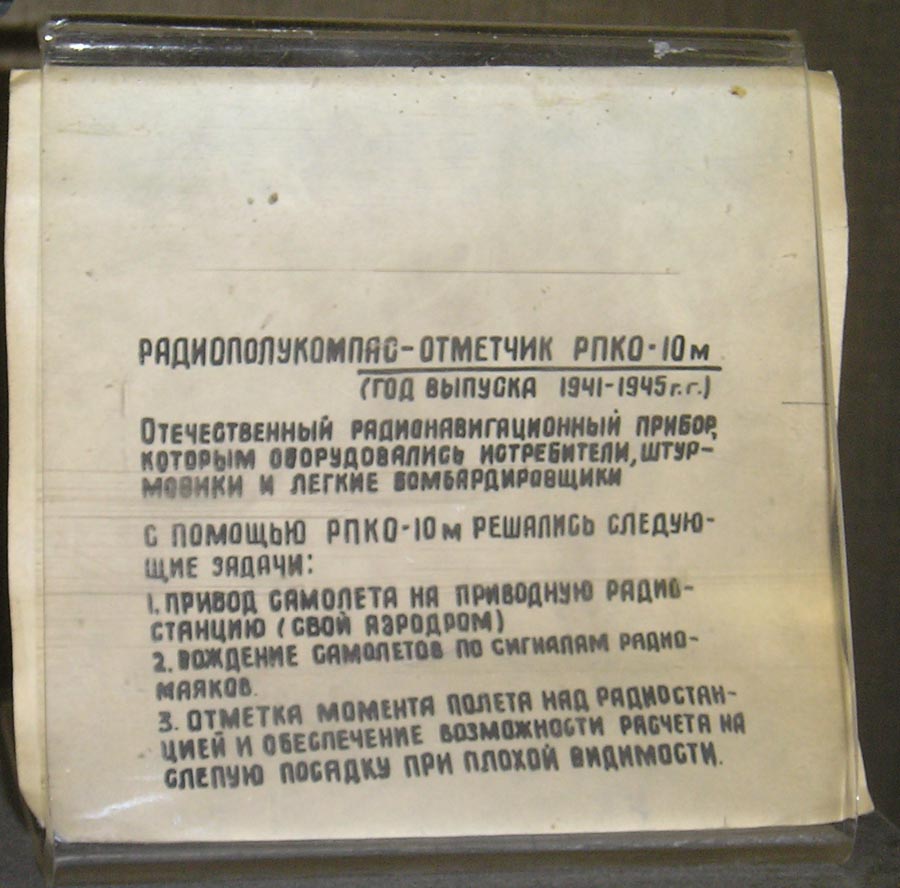 РАДИОПОЛУКОМПАС-ОТМЕТЧИК РПКО-10м
(ГОД ВЫПУСКА 1941-1945г.г.)
ОТЕЧЕСТВЕННЫЙ РАДИОНАВИГАЦИОННЫЙ ПРИБОР,
КОТОРЫМ ОБОРУДОВАЛИСЬ ИСТРЕБИТЕЛИ, ШТУР-
МОВИКИ И ЛЕГКИЕ БОМБАРДИРОВЩИКИ
С ПОМОЩЬЮ РПКО-10м РЕШАЛИСЬ СЛЕДУЮ-
ЩИЕ ЗАДАЧИ:
1. ПРИВОД САМОЛЕТА НА ПРИВОДНУЮ РАДИО-
СТАНЦИЮ (СВОЙ АЭРОДРОМ)
2. ВОЖДЕНИЕ САМОЛЕТОВ ПО СИГНАЛАМ РАДИО-
МАЯКОВ.
3. ОТМЕТКА МОМЕНТА ПОЛЕТА НАД РАДИОСТАН-
ЦИЕЙ И ОБЕСПЕЧЕНИЕ ВОЗМОЖНОСТИ РАСЧЕТА НА
СЛЕПУЮ ПОСАДКУ ПРИ ПЛОХОЙ ВИДИМОСТИ.